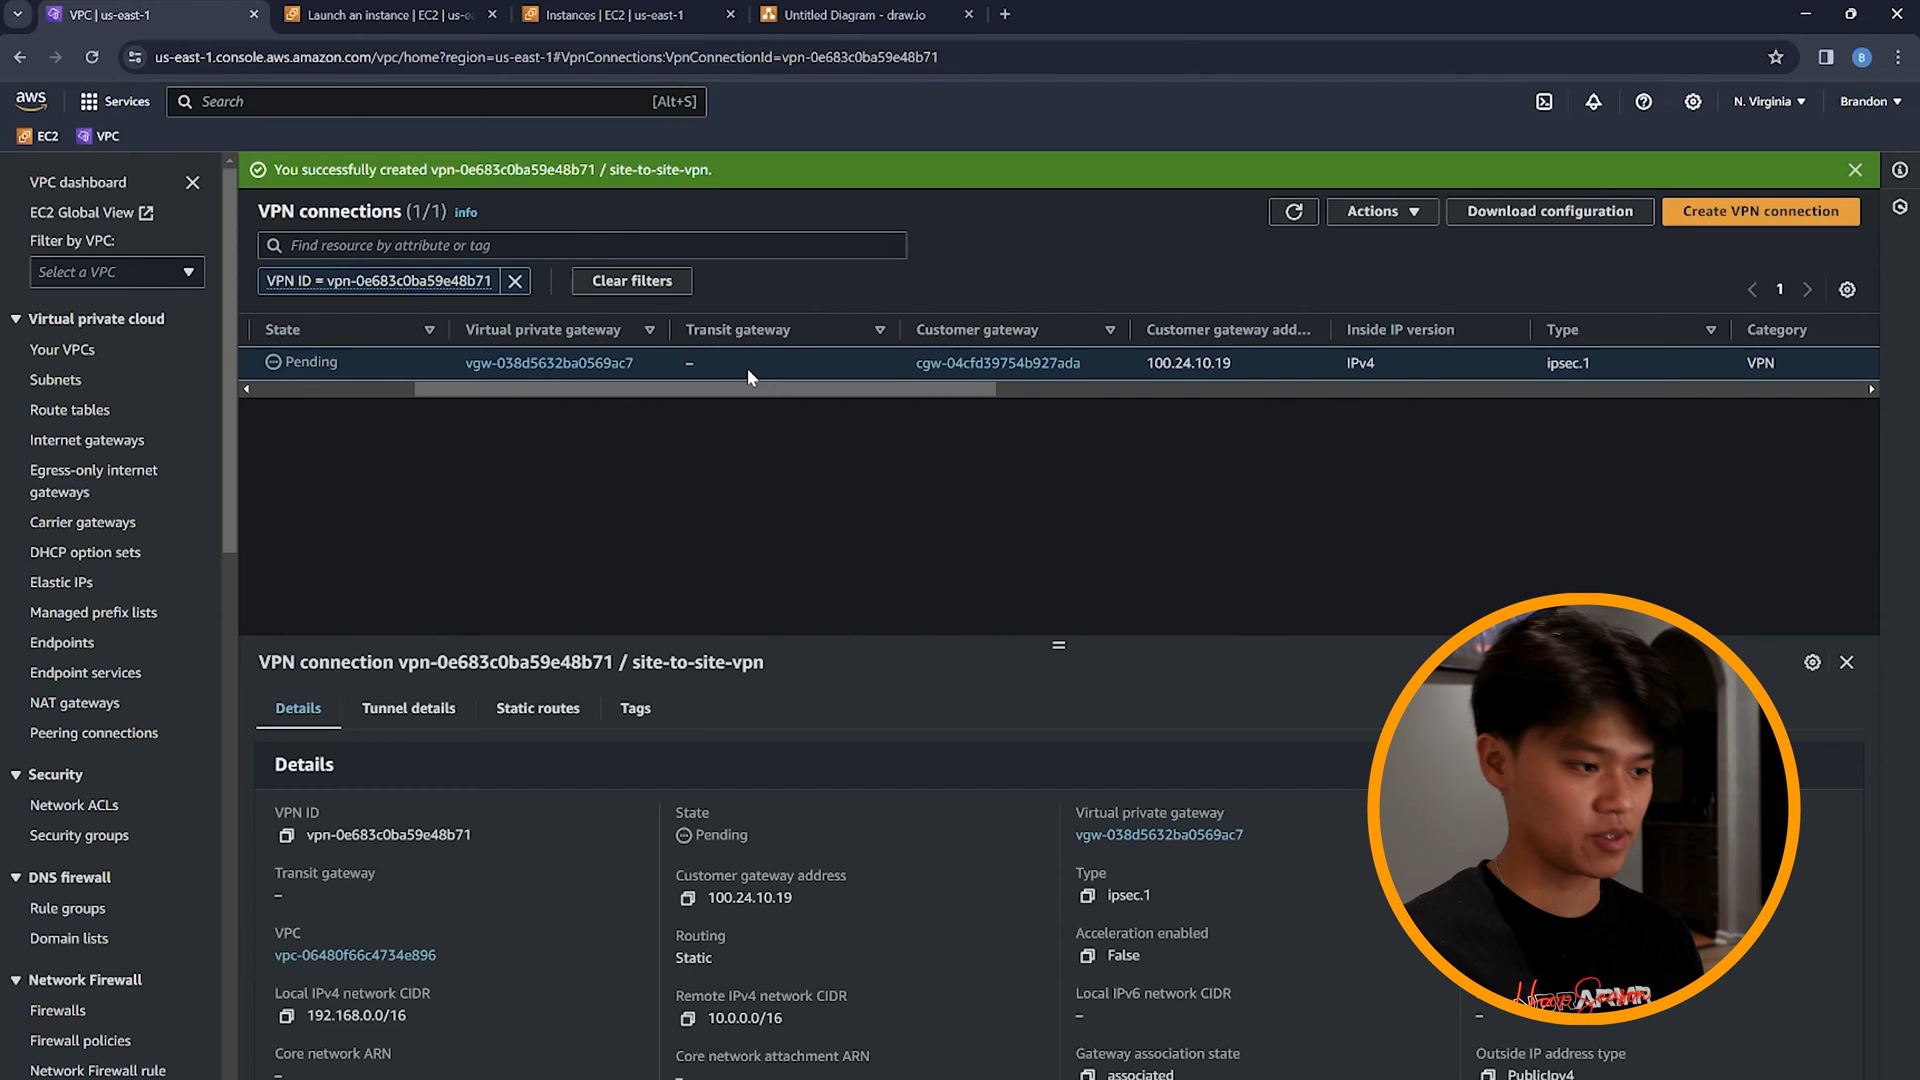 VPC | us-east-1
Launch an instance | EC2 | us-ea
Instances | EC2 | us-east-1
Untitled Diagram - draw.io
us-east-1.console.aws.amazon.com/vpc/home?region=us-east-1#VpnConnections:VpnConnectionId=vpn-0e683c0ba59e48b71
B
aws
Services
Search
[Alt+S]
N. Virginia
Brandon
EC2
VPC
VPC dashboard
EC2 Global View
Filter by VPC:
Select a VPC
Virtual private cloud
Your VPCs
Subnets
Route tables
Internet gateways
Egress-only internet
gateways
Carrier gateways
DHCP option sets
Elastic IPs
Managed prefix lists
Endpoints
Endpoint services
NAT gateways
Peering connections
Security
Network ACLs
Security groups
DNS firewall
Rule groups
Domain lists
Network Firewall
Firewalls
Firewall policies
Network Firewall rule
You successfully created vpn-0e683c0ba59e48b71 / site-to-site-vpn.
VPN connections (1/1) info
Actions
Download configuration
Create VPN connection
Find resource by attribute or tag
VPN ID = vpn-0e683c0ba59e48b71
Clear filters
1
State
Virtual private gateway
Transit gateway
Customer gateway
Customer gateway add...
Inside IP version
Type
Category
Pending
vgw-038d5632ba0569ac7
–
cgw-04cfd39754b927ada
100.24.10.19
IPv4
ipsec.1
VPN
VPN connection vpn-0e683c0ba59e48b71 / site-to-site-vpn
Details
Tunnel details
Static routes
Tags
Details
VPN ID
vpn-0e683c0ba59e48b71
State
Pending
Virtual private gateway
vgw-038d5632ba0569ac7
Transit gateway
–
Customer gateway address
100.24.10.19
Type
ipsec.1
VPC
vpc-06480f66c4734e896
Routing
Static
Acceleration enabled
False
Local IPv4 network CIDR
192.168.0.0/16
Remote IPv4 network CIDR
10.0.0.0/16
Local IPv6 network CIDR
–
–
Core network ARN
–
Core network attachment ARN
–
Gateway association state
associated
Outside IP address type
PublicIpv4